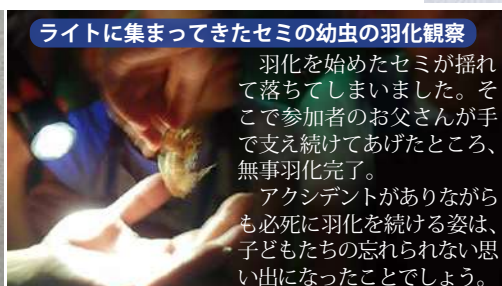 ライトに集まってきたセミの幼虫の羽化観察
羽化を始めたセミが揺れ
て落ちてしまいました。そ
こで参加者のお父さんが手
で支え続けてあげたところ、
無事羽化完了。
アクシデントがありながら
も必死に羽化を続ける姿は、
子どもたちの忘れられない思
い出になったことでしょう。